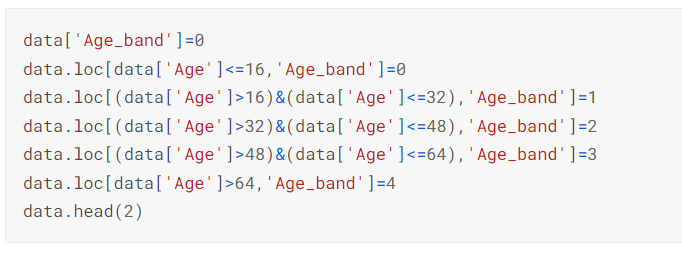 data['Age_band']=0
data.loc[data['Age']<=16,'Age_band']=0
data.loc[(data['Age']>16)&(data['Age']<=32),'Age_band']=1
data.loc[(data['Age']>32)&(data['Age']<=48),'Age_band']=2
data.loc[(data['Age']>48)&(data['Age']<=64),'Age_band']=3
data.loc[data['Age']>64,'Age_band']=4
data.head(2)